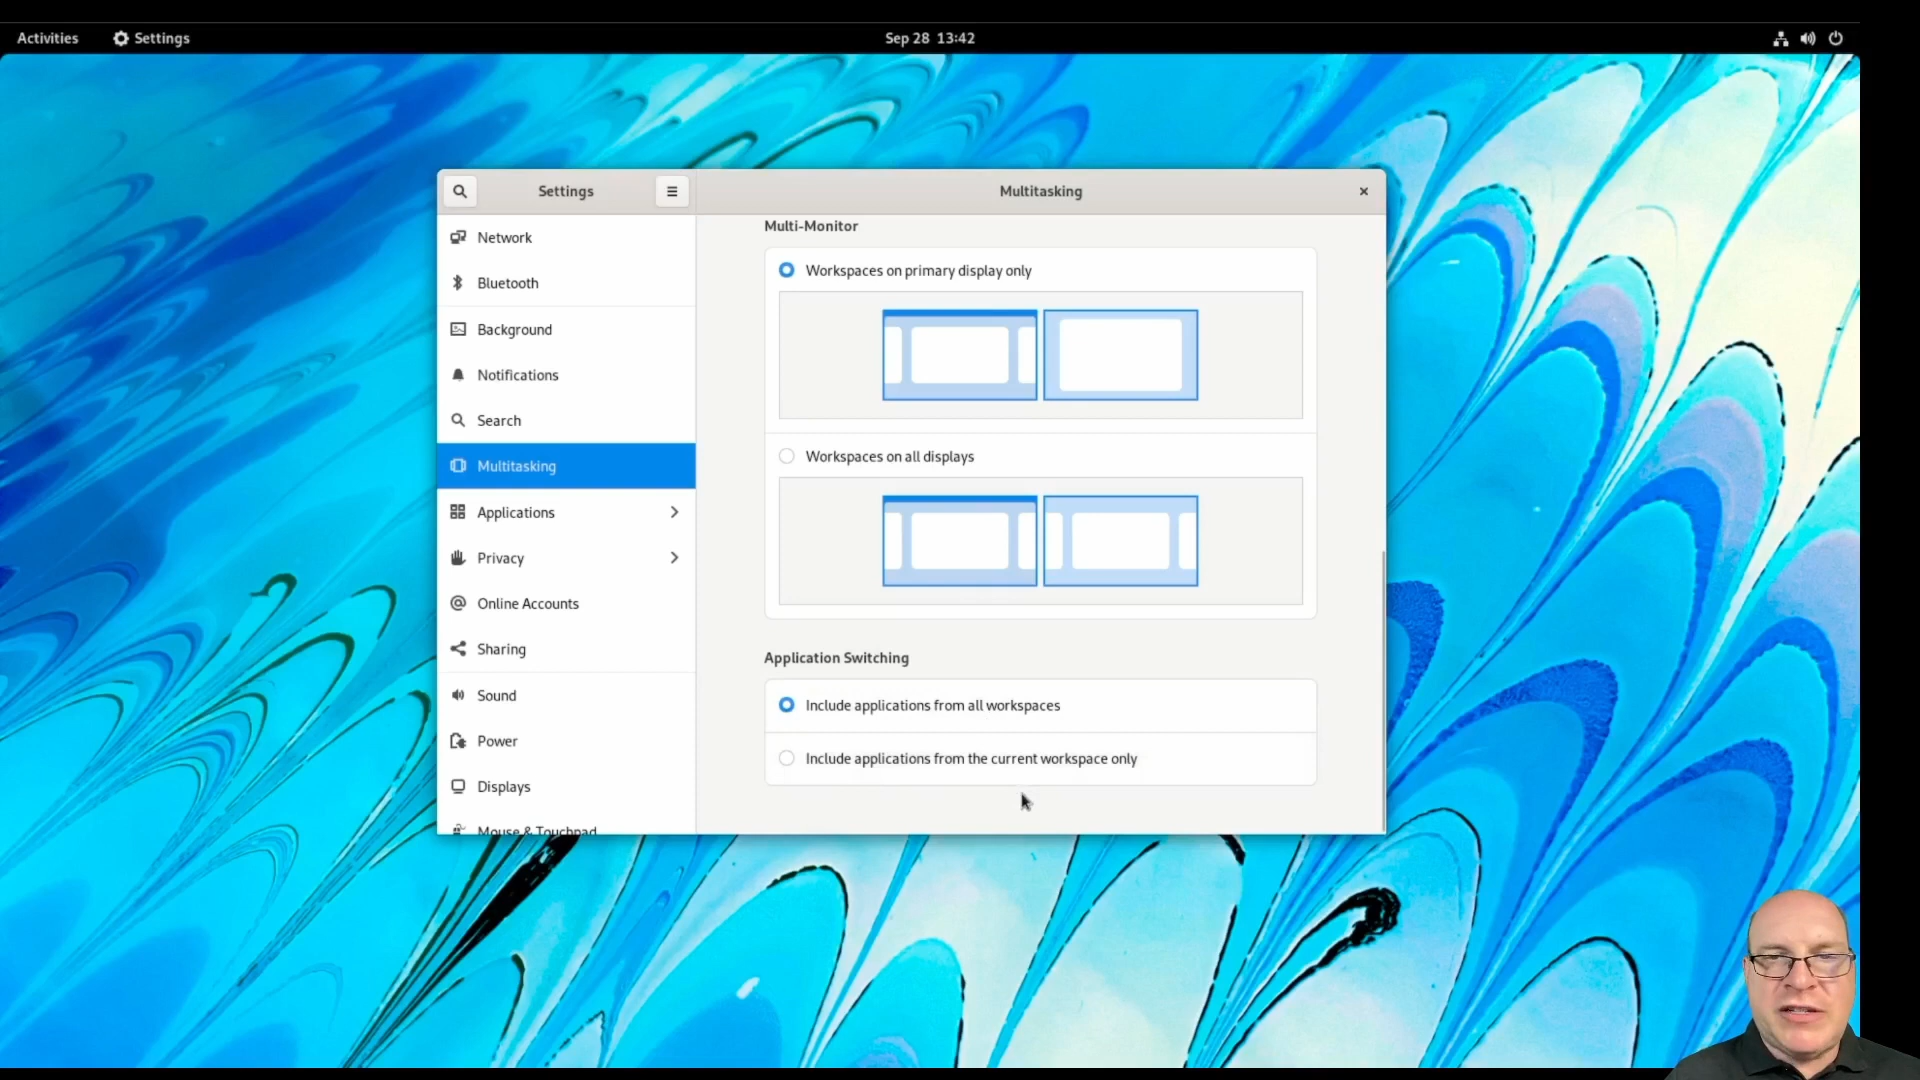 Activities Settings Sep 28 13:42
Settings
Multitasking
Network
Bluetooth
Background
Notifications
Search
Multitasking
Applications
Privacy
Online Accounts
Sharing
Sound
Power
Displays
Mouse & Touchpad
Multi-Monitor
Workspaces on primary display only
Workspaces on all displays
Application Switching
Include applications from all workspaces
Include applications from the current workspace only